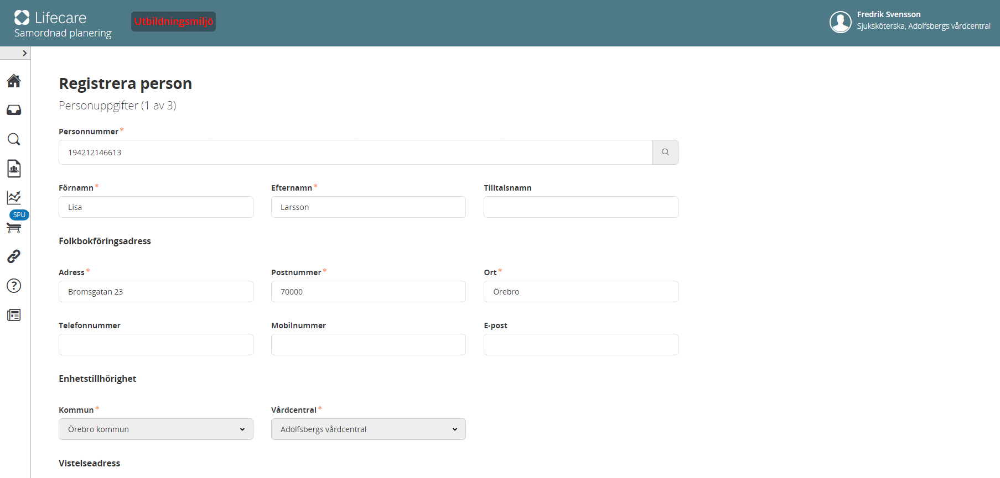 Lifecare
Samordnad planering
Utbildningsmiljö
Fredrik Svensson
Sjuksköterska, Adolfsbergs vårdcentral
Registrera person
Personuppgifter (1 av 3)
Personnummer *
194212146613
Förnamn * Efternamn * Tilltalsnamn
Lisa Larsson
SPU
Folkbokföringsadress
Adress * Postnummer * Ort *
Bromsgatan 23 70000 Örebro
Telefonnummer Mobilnummer E-post
Enhetstillhörighet
Kommun * Vårdcentral *
Örebro kommun Adolfsbergs vårdcentral
Vistelseadress